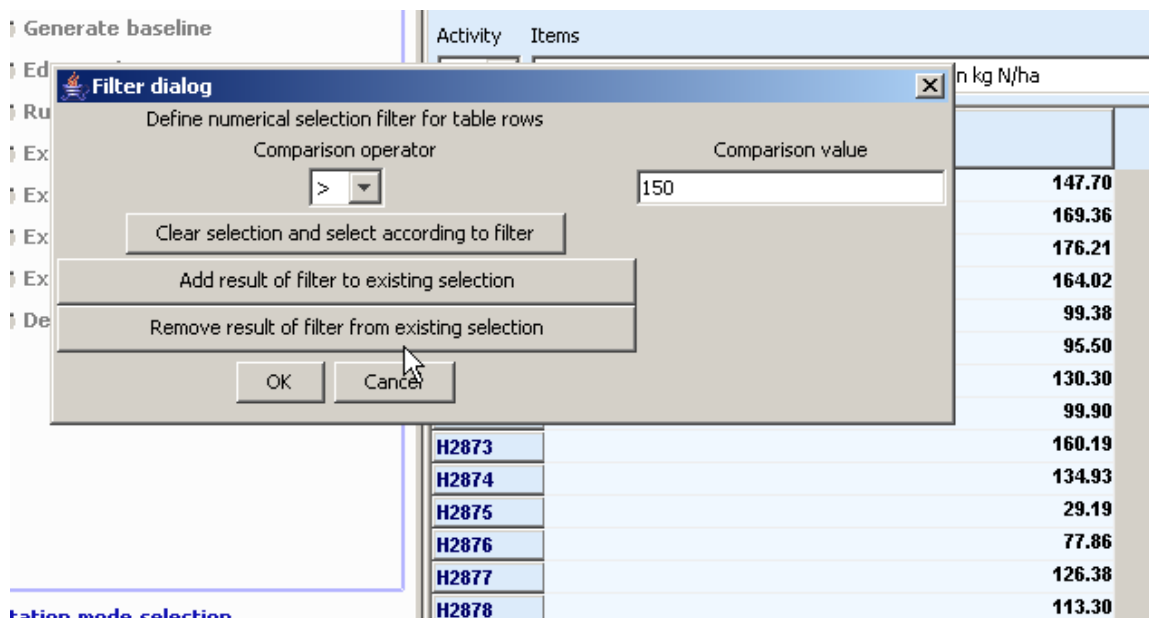 Generate baseline
Activity Items
Ed
n kg N/ha
Filter dialog
Ru
Define numerical selection filter for table rows
Ex
Comparison operator
Comparison value
Ex
>
150
147.70
Ex
Clear selection and select according to filter
169.36
176.21
Ex
Add result of filter to existing selection
164.02
De
Remove result of filter from existing selection
99.38
95.50
OK
Cancel
130.30
99.90
H2873
160.19
H2874
134.93
H2875
29.19
H2876
77.86
H2877
126.38
H2878
113.30
tation mode selection